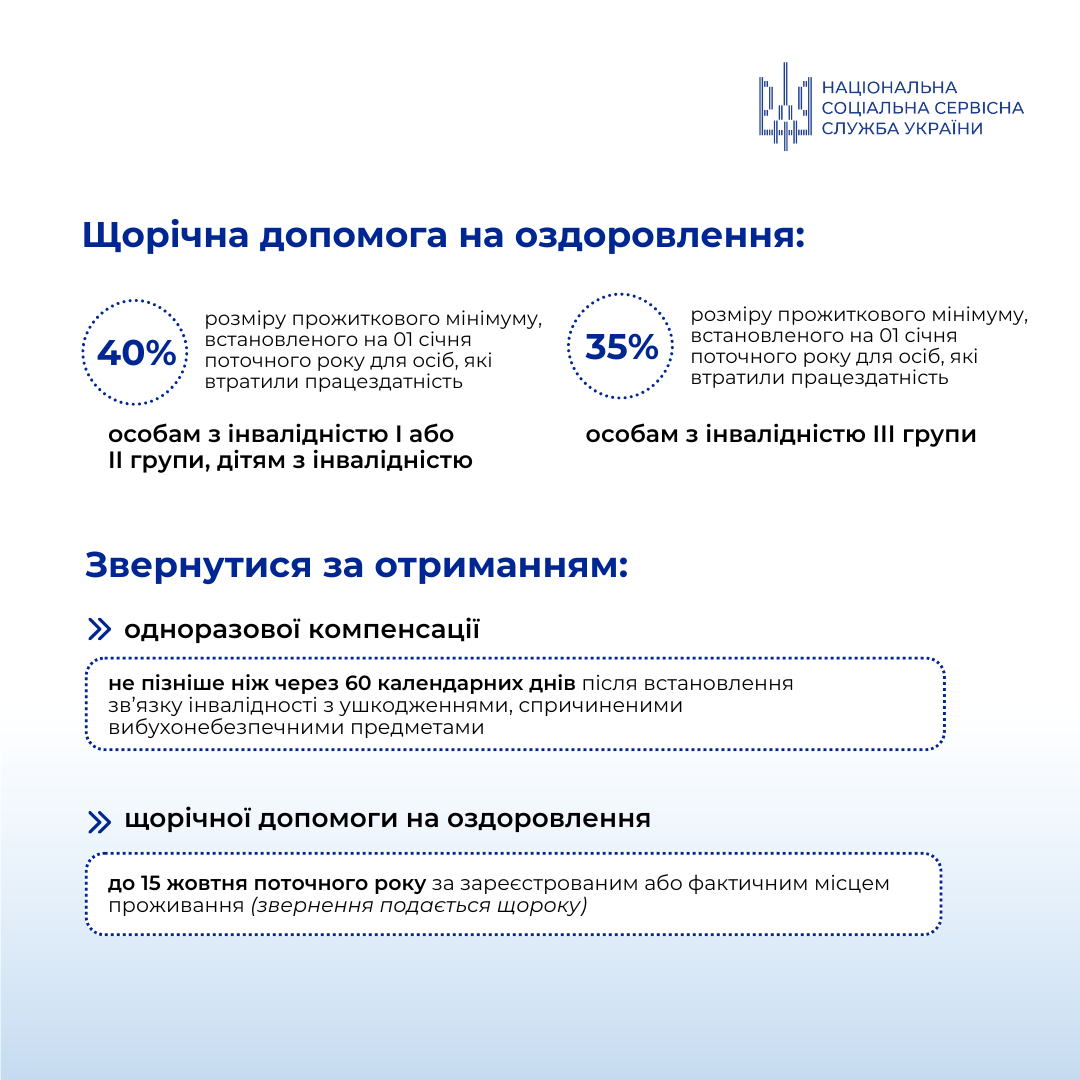 НАЦІОНАЛЬНА
СОЦІАЛЬНА СЕРВІСНА
СЛУЖБА УКРАЇНИ
Щорічна допомога на оздоровлення:
40%
розміру прожиткового мінімуму,
встановленого на 01 січня
поточного року для осіб, які
втратили працездатність
особам з інвалідністю І або
ІІ групи, дітям з інвалідністю
35%
розміру прожиткового мінімуму,
встановленого на 01 січня
поточного року для осіб, які
втратили працездатність
особам з інвалідністю ІІІ групи
Звернутися за отриманням:
одноразової компенсації
не пізніше ніж через 60 календарних днів після встановлення
зв’язку інвалідності з ушкодженнями, спричиненими
вибухонебезпечними предметами
щорічної допомоги на оздоровлення
до 15 жовтня поточного року за зареєстрованим або фактичним місцем
проживання (звернення подається щороку)